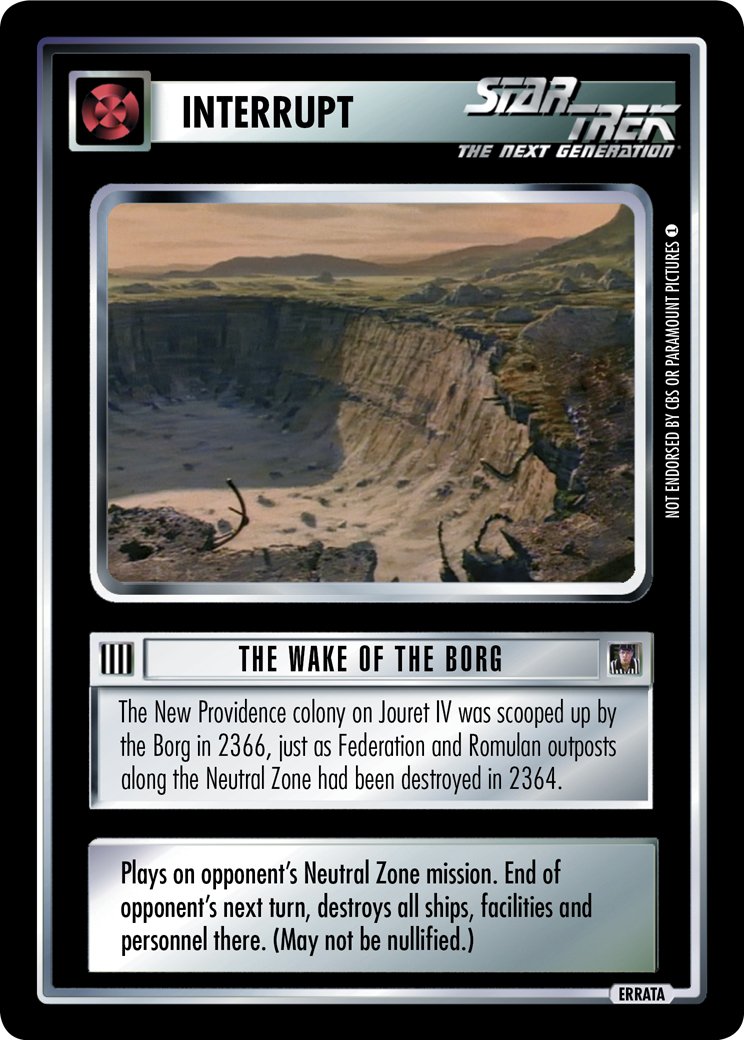 INTERRUPT
STAR TREK
THE NEXT GENERATION
NOT ENDORSED BY CBS OR PARAMOUNT PICTURES 1
THE WAKE OF THE BORG
The New Providence colony on Jouret IV was scooped up by
the Borg in 2366, just as Federation and Romulan outposts
along the Neutral Zone had been destroyed in 2364.
Plays on opponent's Neutral Zone mission. End of
opponent's next turn, destroys all ships, facilities and
personnel there. (May not be nullified.)
ERRATA